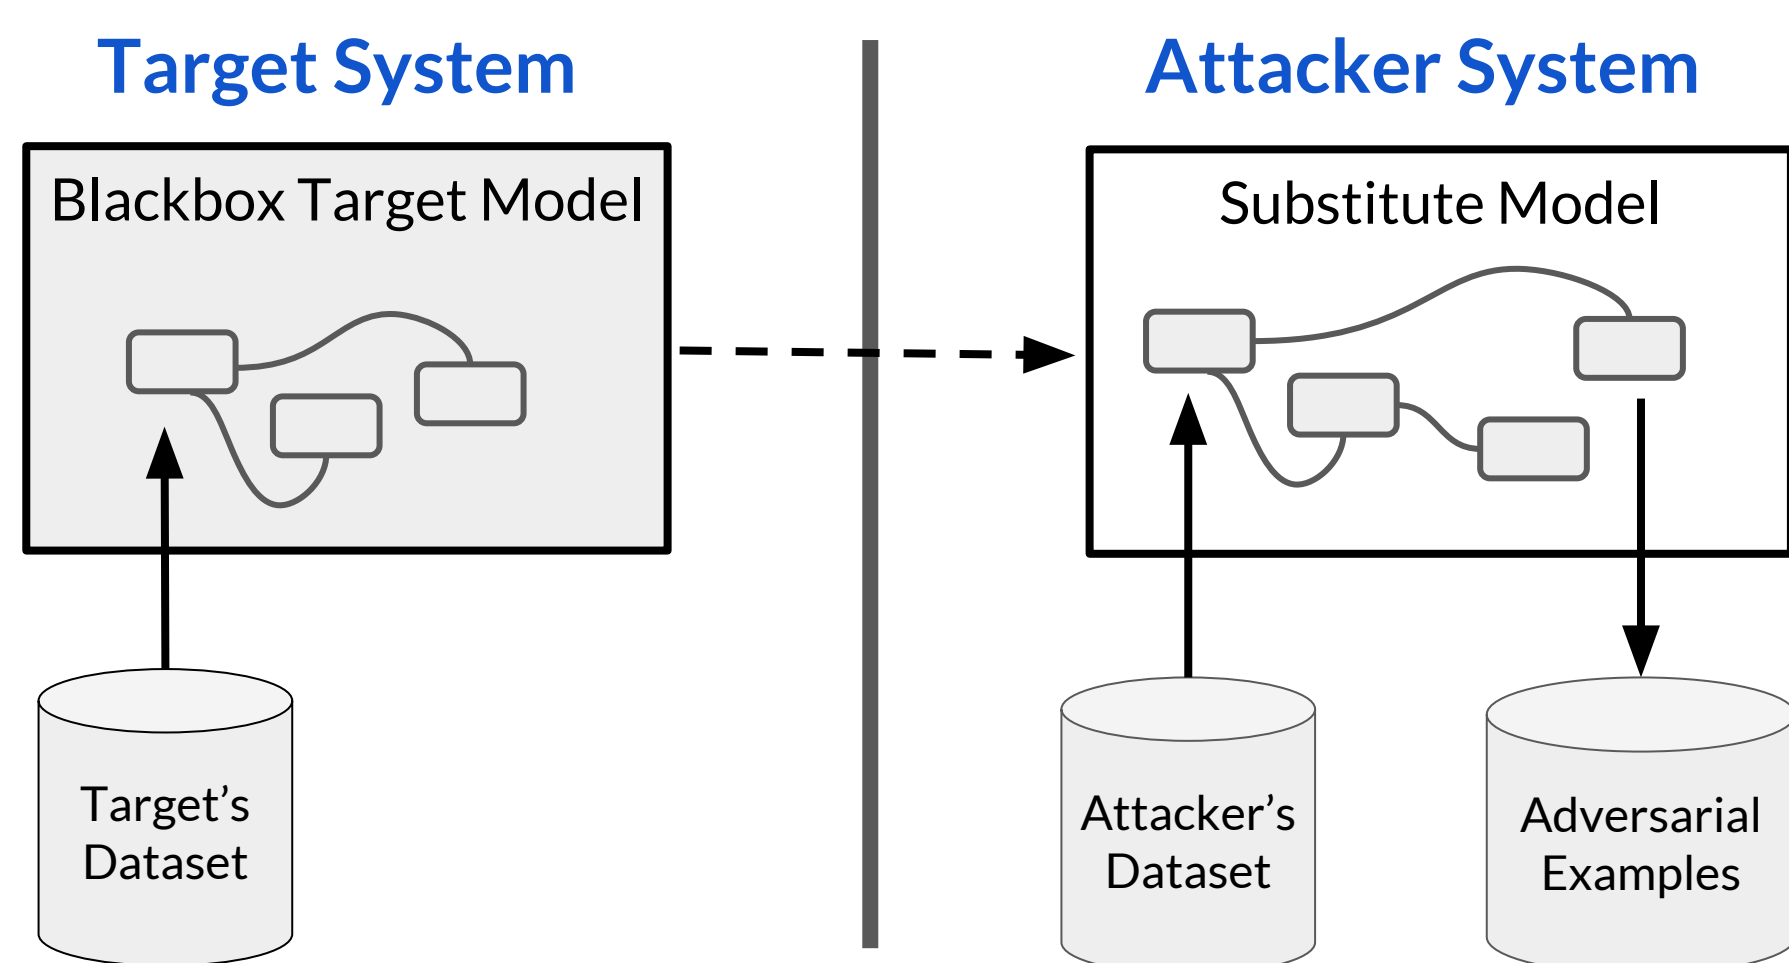 Target System
Blackbox Target Model
Target’s
Dataset
Attacker System
Substitute Model
Attacker’s
Dataset
Adversarial
Examples